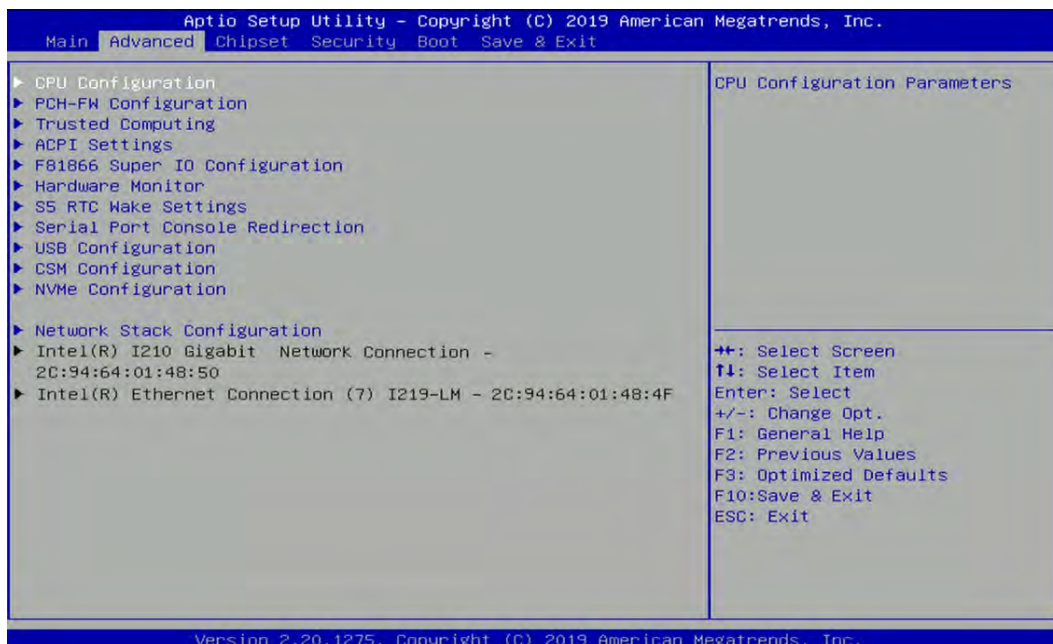 Aptio Setup Utility – Copyright (C) 2019 American Megatrends, Inc.
Main Advanced Chipset Security Boot Save & Exit
▶ CPU Configuration
▶ PCH-FW Configuration
▶ Trusted Computing
▶ ACPI Settings
▶ F81866 Super IO Configuration
▶ Hardware Monitor
▶ S5 RTC Wake Settings
▶ Serial Port Console Redirection
▶ USB Configuration
▶ CSM Configuration
▶ NVMe Configuration
▶ Network Stack Configuration
▶ Intel(R) I210 Gigabit  Network Connection –
2C:94:64:01:48:50
▶ Intel(R) Ethernet Connection (7) I219-LM – 2C:94:64:01:48:4F
CPU Configuration Parameters
→←: Select Screen
↑↓: Select Item
Enter: Select
+/-: Change Opt.
F1: General Help
F2: Previous Values
F3: Optimized Defaults
F10:Save & Exit
ESC: Exit
Version 2.20.1275. Copyright (C) 2019 American Megatrends, Inc.